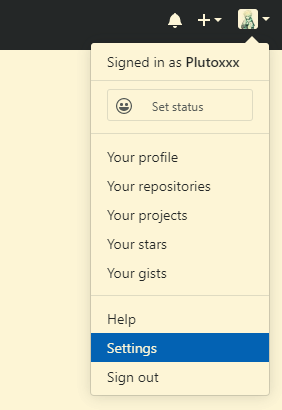 Signed in as Plutoxxx
Set status
Your profile
Your repositories
Your projects
Your stars
Your gists
Help
Settings
Sign out